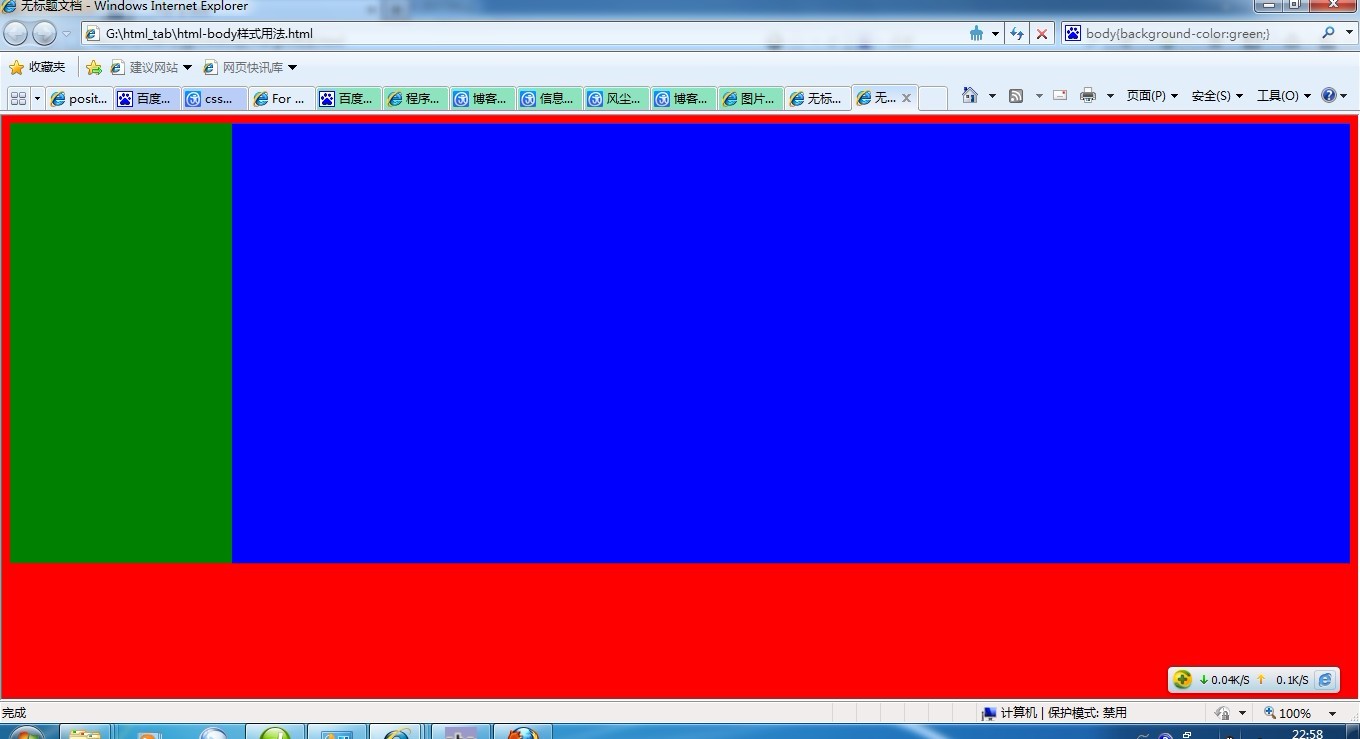 无标题文档 - Windows Internet Explorer
G:\html_tab\html-body样式用法.html
body{background-color:green;}
收藏夹 建议网站 网页快讯库
posit... 百度... css... For ... 百度... 程序... 博客... 信息... 风尘... 博客... 图片... 无标... 无... 页面(P) 安全(S) 工具(O)
0.04K/S 0.1K/S
完成 计算机 | 保护模式: 禁用 100%
22:58